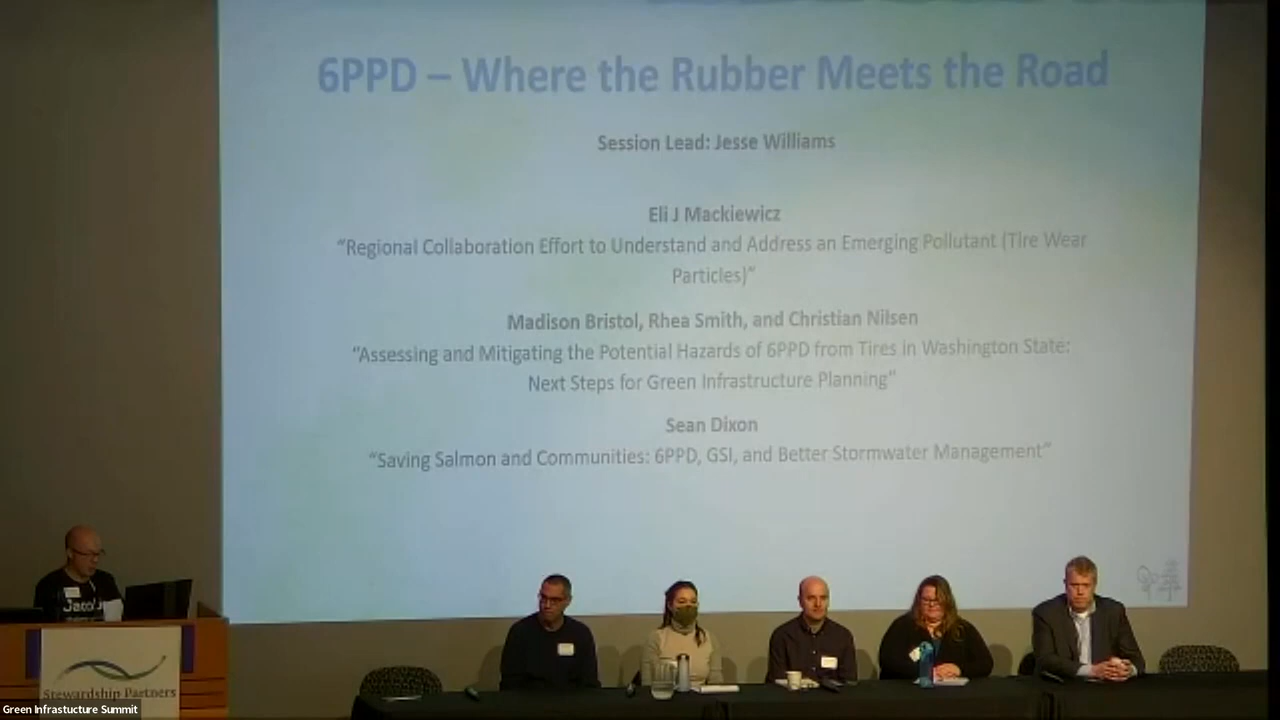 6PPD – Where the Rubber Meets the Road
Session Lead: Jesse Williams
Eli J Mackiewicz
“Regional Collaboration Effort to Understand and Address an Emerging Pollutant (Tire Wear
Particles)”
Madison Bristol, Rhea Smith, and Christian Nilsen
“Assessing and Mitigating the Potential Hazards of 6PPD from Tires in Washington State:
Next Steps for Green Infrastructure Planning”
Sean Dixon
“Saving Salmon and Communities: 6PPD, GSI, and Better Stormwater Management”
Stewardship Partners
Green Infrastucture Summit